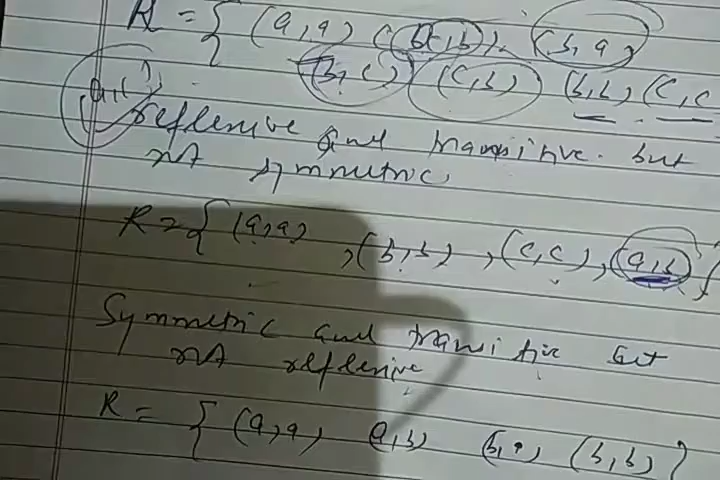 R = { (a,a) (a,b), (b,a)
(b,c) (c,b) (b,b) (c,c
(a,c)
reflexive and transitive. but
not symmetric,
R = { (a,a) , (b,b) , (c,c), (a,b) }
Symmetric and transitive but
not reflexive
R = { (a,a) (a,b) (b,a) (b,b) }